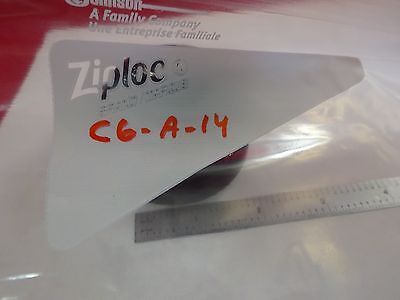 Johnson
A Family Company
Une Entreprise Familiale
Ziploc
C6-A-14